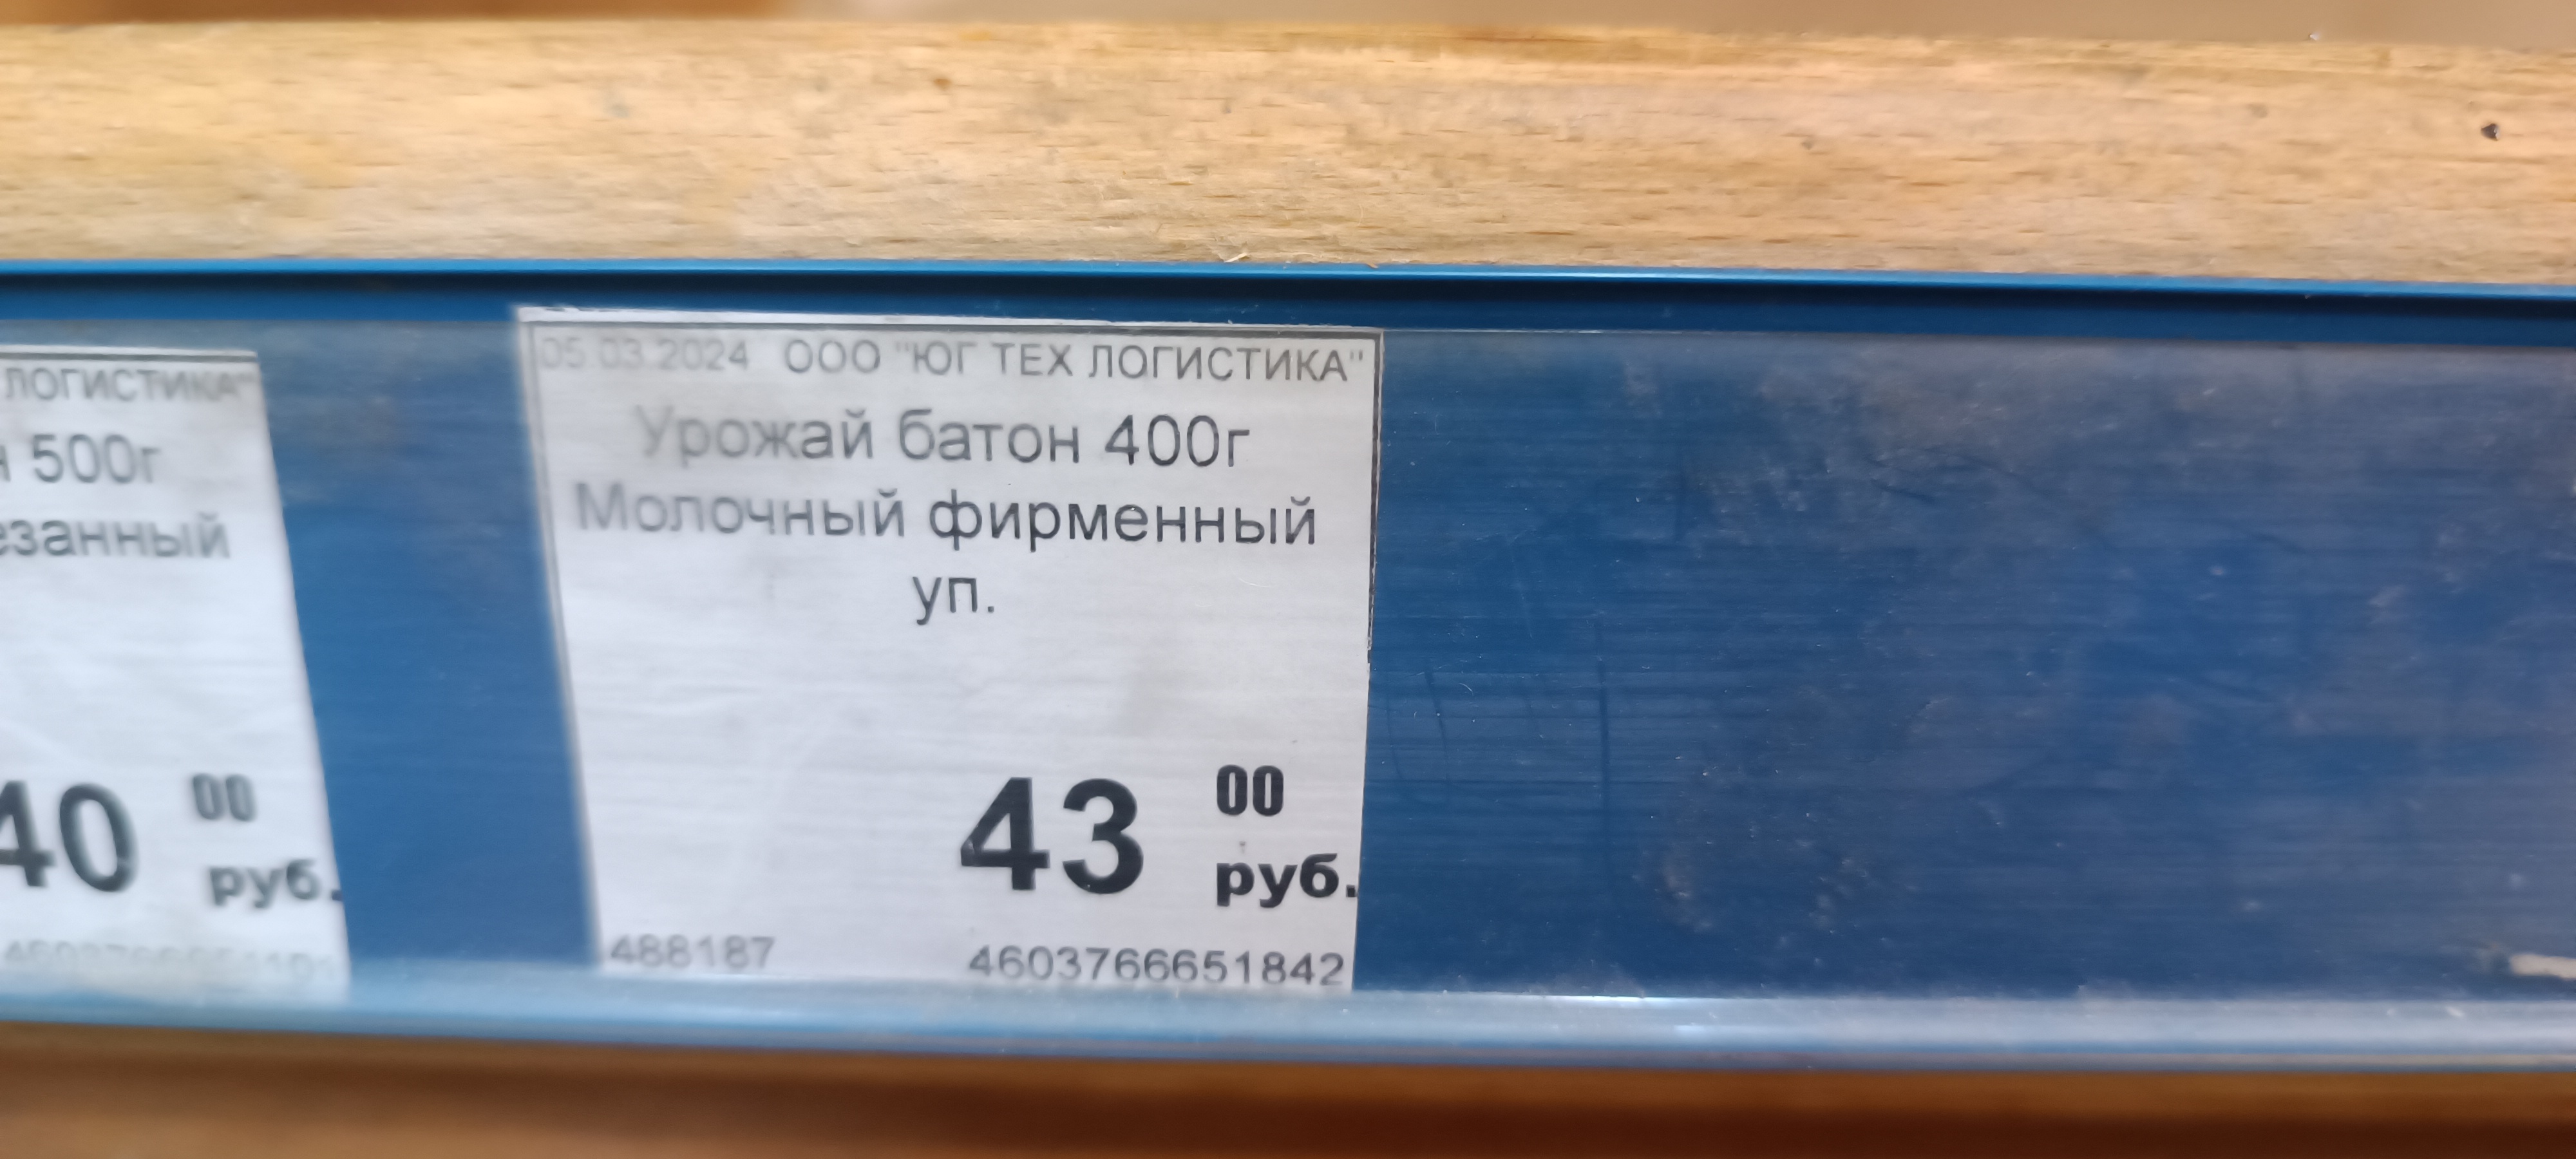 ЛОГИСТИКА"
500г
40 00
руб.
05.03.2024 ООО "ЮГ ТЕХ ЛОГИСТИКА"
Урожай батон 400г
Молочный фирменный
уп.
43 00
руб.
488187 4603766651842